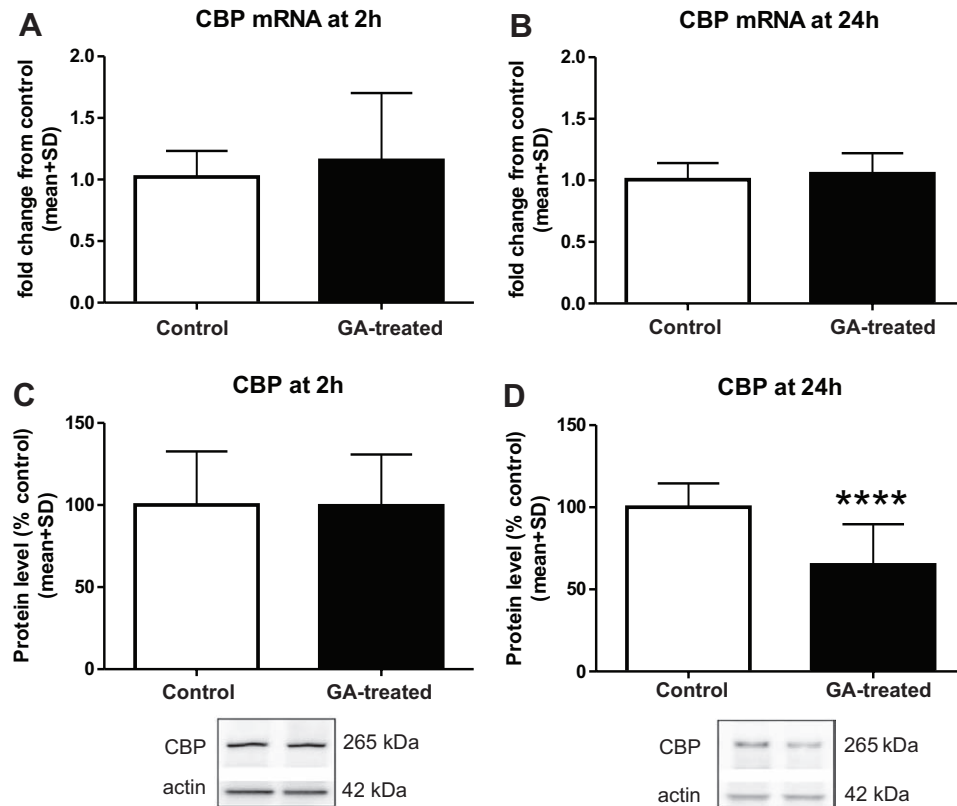 A
CBP mRNA at 2h
fold change from control
(mean+SD)
2.0
1.5
1.0
0.5
0.0
Control
GA-treated
B
CBP mRNA at 24h
fold change from control
(mean+SD)
2.0
1.5
1.0
0.5
0.0
Control
GA-treated
C
CBP at 2h
Protein level (% control)
(mean+SD)
150
100
50
0
Control
GA-treated
CBP
265 kDa
actin
42 kDa
D
CBP at 24h
Protein level (% control)
(mean+SD)
150
100
50
0
****
Control
GA-treated
CBP
265 kDa
actin
42 kDa